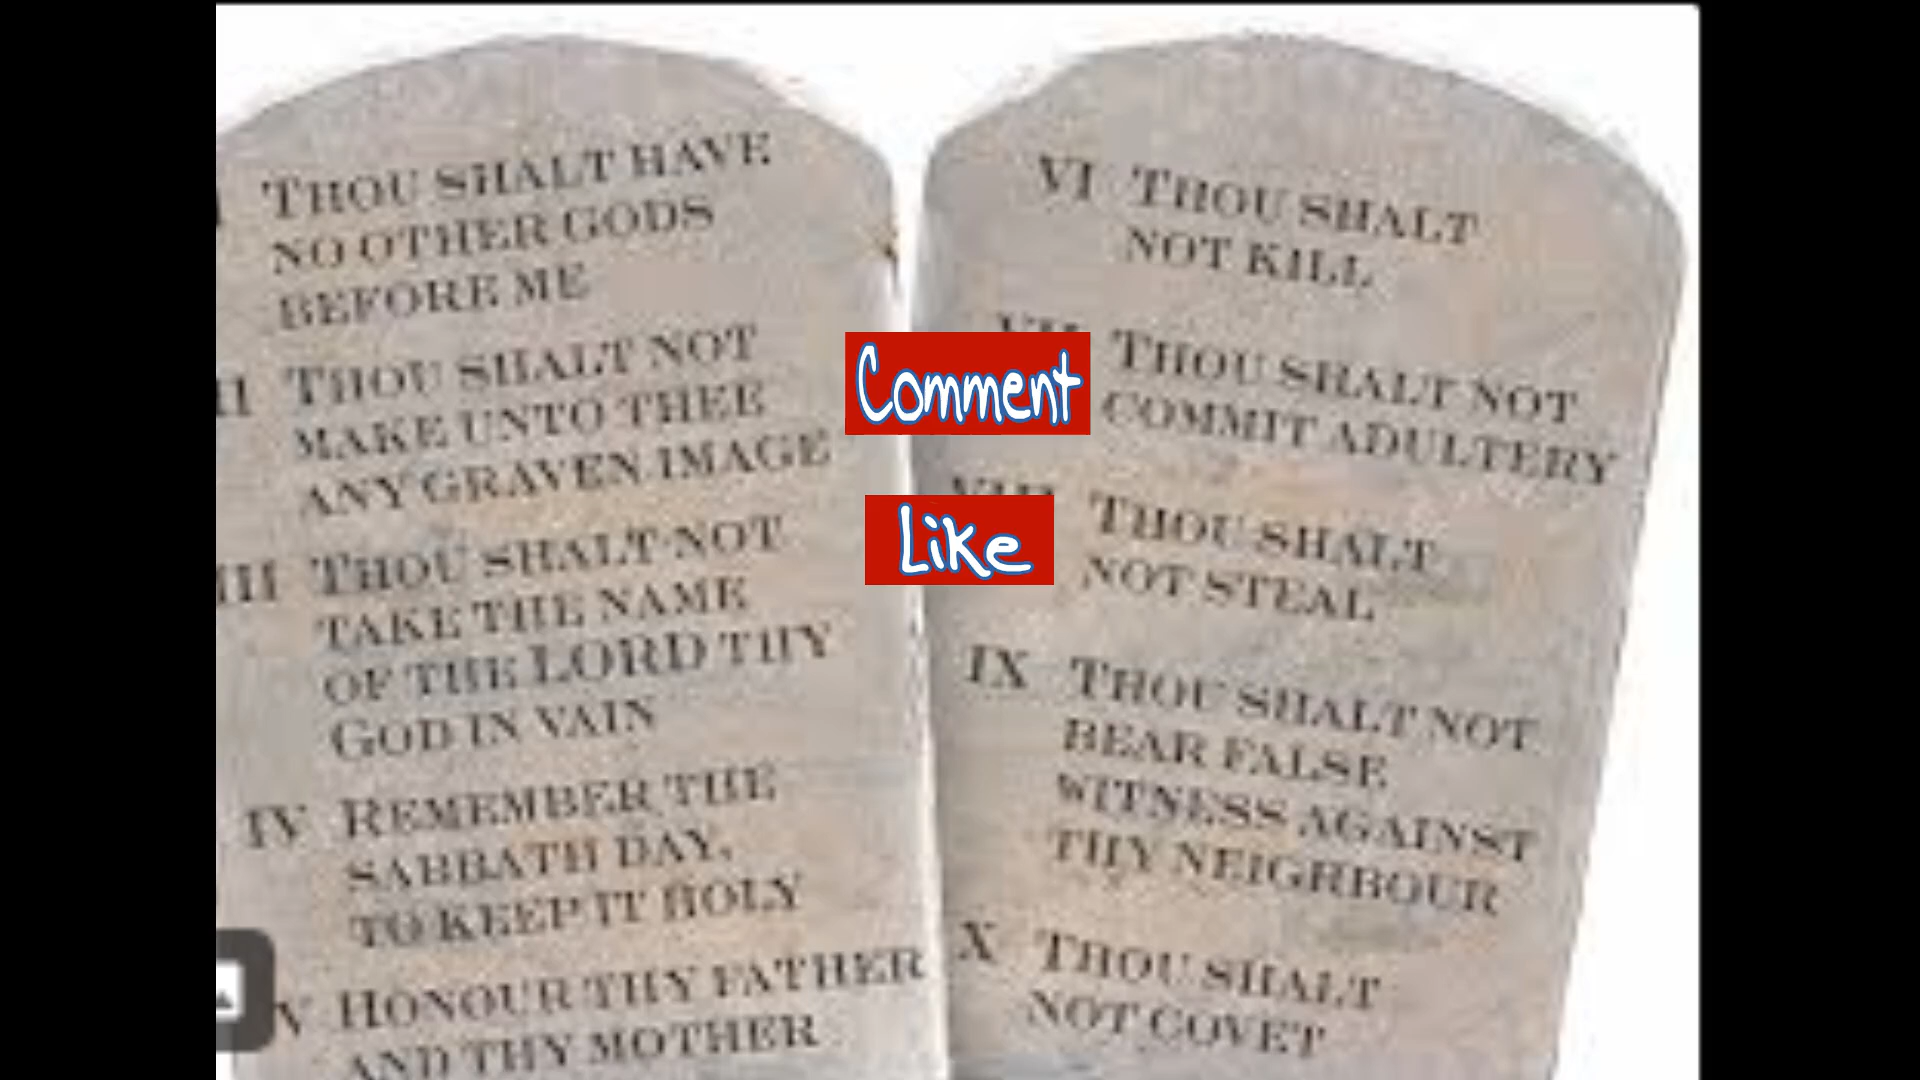 I THOU SHALT HAVE
NO OTHER GODS
BEFORE ME
II THOU SHALT NOT
MAKE UNTO THEE
ANY GRAVEN IMAGE
III THOU SHALT NOT
TAKE THE NAME
OF THE LORD THY
GOD IN VAIN
IV REMEMBER THE
SABBATH DAY,
TO KEEP IT HOLY
V HONOUR THY FATHER
AND THY MOTHER
VI THOU SHALT
NOT KILL
VII THOU SHALT NOT
COMMIT ADULTERY
VIII THOU SHALT
NOT STEAL
IX THOU SHALT NOT
BEAR FALSE
WITNESS AGAINST
THY NEIGHBOUR
X THOU SHALT
NOT COVET
Comment
Like